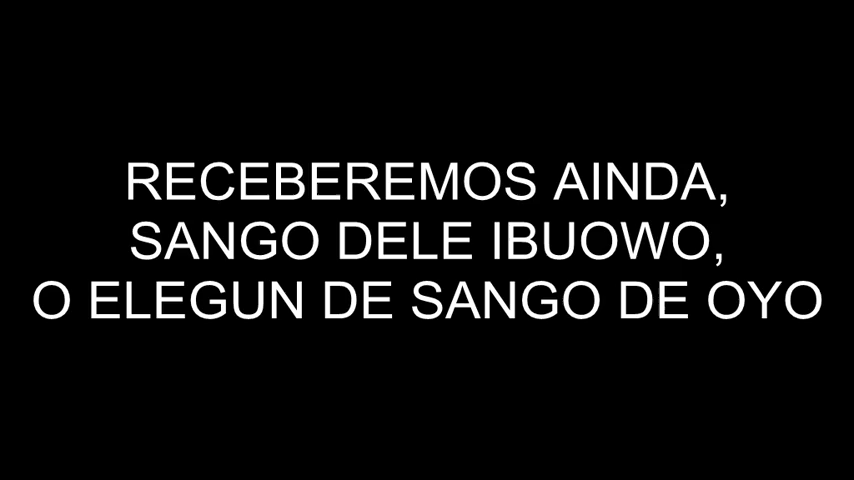 RECEBEREMOS AINDA,
SANGO DELE IBUOWO,
O ELEGUN DE SANGO DE OYO